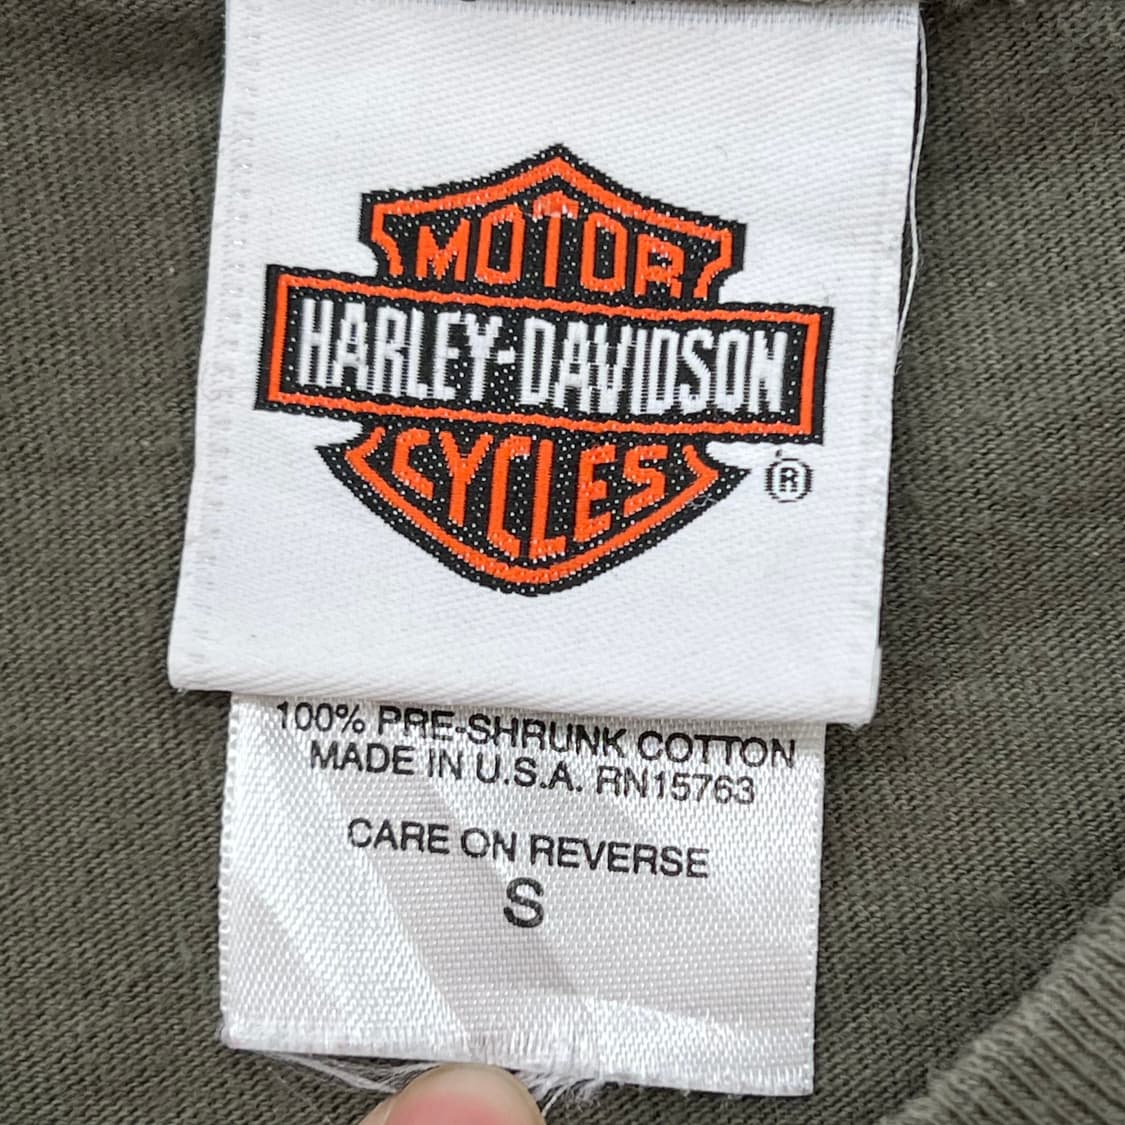 MOTOR
HARLEY-DAVIDSON
CYCLES
®
100% PRE-SHRUNK COTTON
MADE IN U.S.A. RN15763
CARE ON REVERSE
S